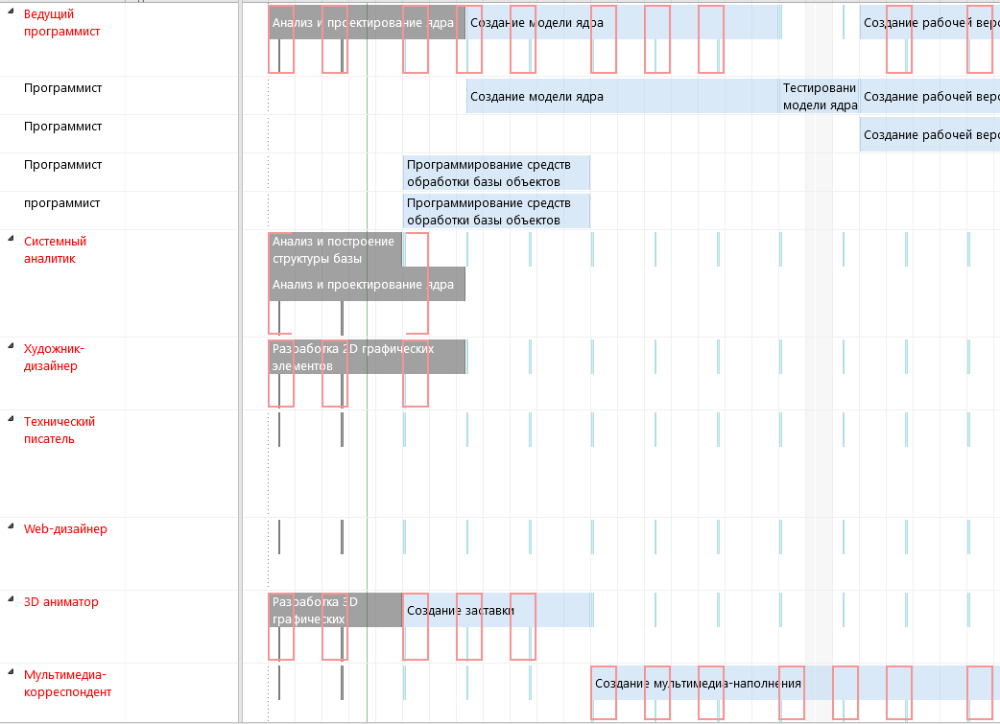 Ведущий
программист
Анализ и проектирование ядра
Создание модели ядра
Создание рабочей верс
Программист
Создание модели ядра
Тестировани
модели ядра
Создание рабочей верс
Программист
Создание рабочей верс
Программист
Программирование средств
обработки базы объектов
программист
Программирование средств
обработки базы объектов
Системный
аналитик
Анализ и построение
структуры базы
Анализ и проектирование ядра
Художник-
дизайнер
Разработка 2D графических
элементов
Технический
писатель
Web-дизайнер
3D аниматор
Разработка 3D
графических
Создание заставки
Мультимедиа-
корреспондент
Создание мультимедиа-наполнения